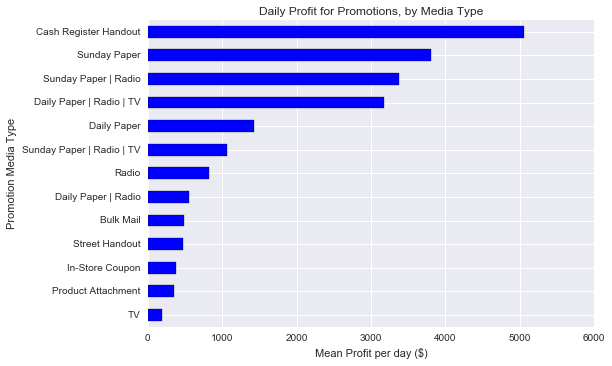 Daily Profit for Promotions, by Media Type
Cash Register Handout
Sunday Paper
Sunday Paper | Radio
Daily Paper | Radio | TV
Daily Paper
Sunday Paper | Radio | TV
Radio
Daily Paper | Radio
Bulk Mail
Street Handout
In-Store Coupon
Product Attachment
TV
Promotion Media Type
0 1000 2000 3000 4000 5000 6000
Mean Profit per day ($)